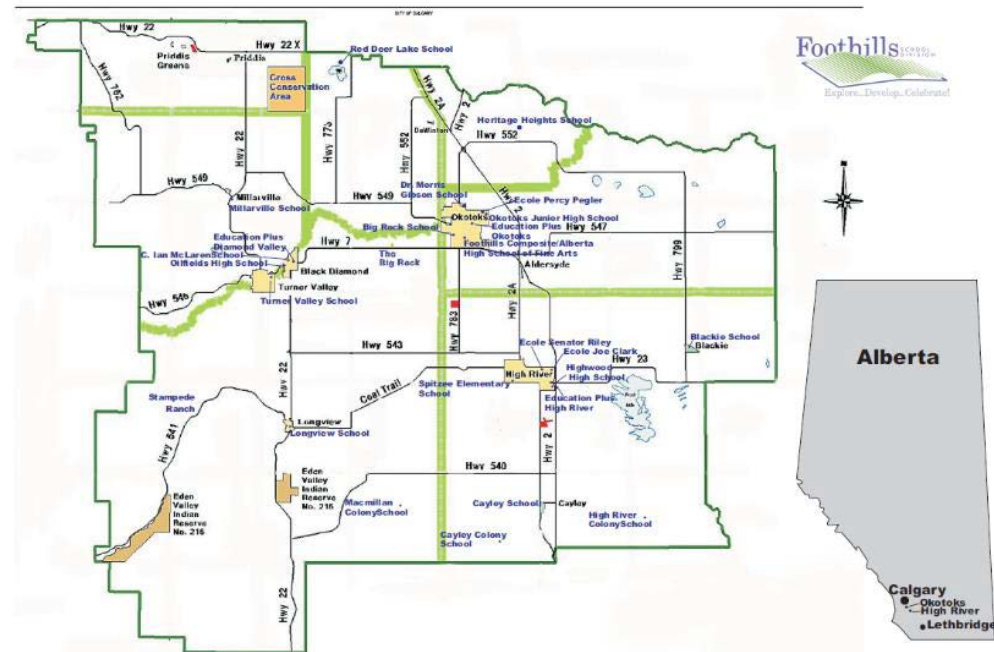 CITY OF CALGARY
Hwy 22
Hwy 22 X
Priddis
Greens
Priddis
Red Deer Lake School
Cross
Conservation
Area
Hwy 762
Hwy 22
Hwy 773
Hwy 552
Hwy 2A
Hwy 2
DeWinton
Heritage Heights School
Hwy 552
Foothills SCHOOL DIVISION
Explore...Develop...Celebrate!
Hwy 549
Millarville
Millarville School
Hwy 549
Dr. Morris
Gibson School
Ecole Percy Pegler
Hwy 2
Okotoks
Okotoks Junior High School
Big Rock School
Education Plus
Okotoks
Hwy 547
Foothills Composite/Alberta
High School of Fine Arts
Education Plus
Diamond Valley
Hwy 7
The
Big Rock
C. Ian McLarenSchool
Oilfields High School
Black Diamond
Turner Valley
Turner Valley School
Aldersyde
Hwy 799
Hwy 2A
Hwy 783
Hwy 543
Blackie School
Blackie
Ecole Senator Riley
Ecole Joe Clark
Hwy 23
High River
Highwood
High School
Spitzee Elementary
School
Education Plus
High River
Hwy 22
Coal Trail
Stampede
Ranch
Longview
Longview School
Hwy 541
Hwy 2
Hwy 540
Eden
Valley
Indian
Reserve
No. 216
Eden
Valley
Indian
Reserve
No. 216
Macmillan
ColonySchool
Cayley School
Cayley
High River
ColonySchool
Cayley Colony
School
Hwy 22
Alberta
Calgary
Okotoks
High River
Lethbridge